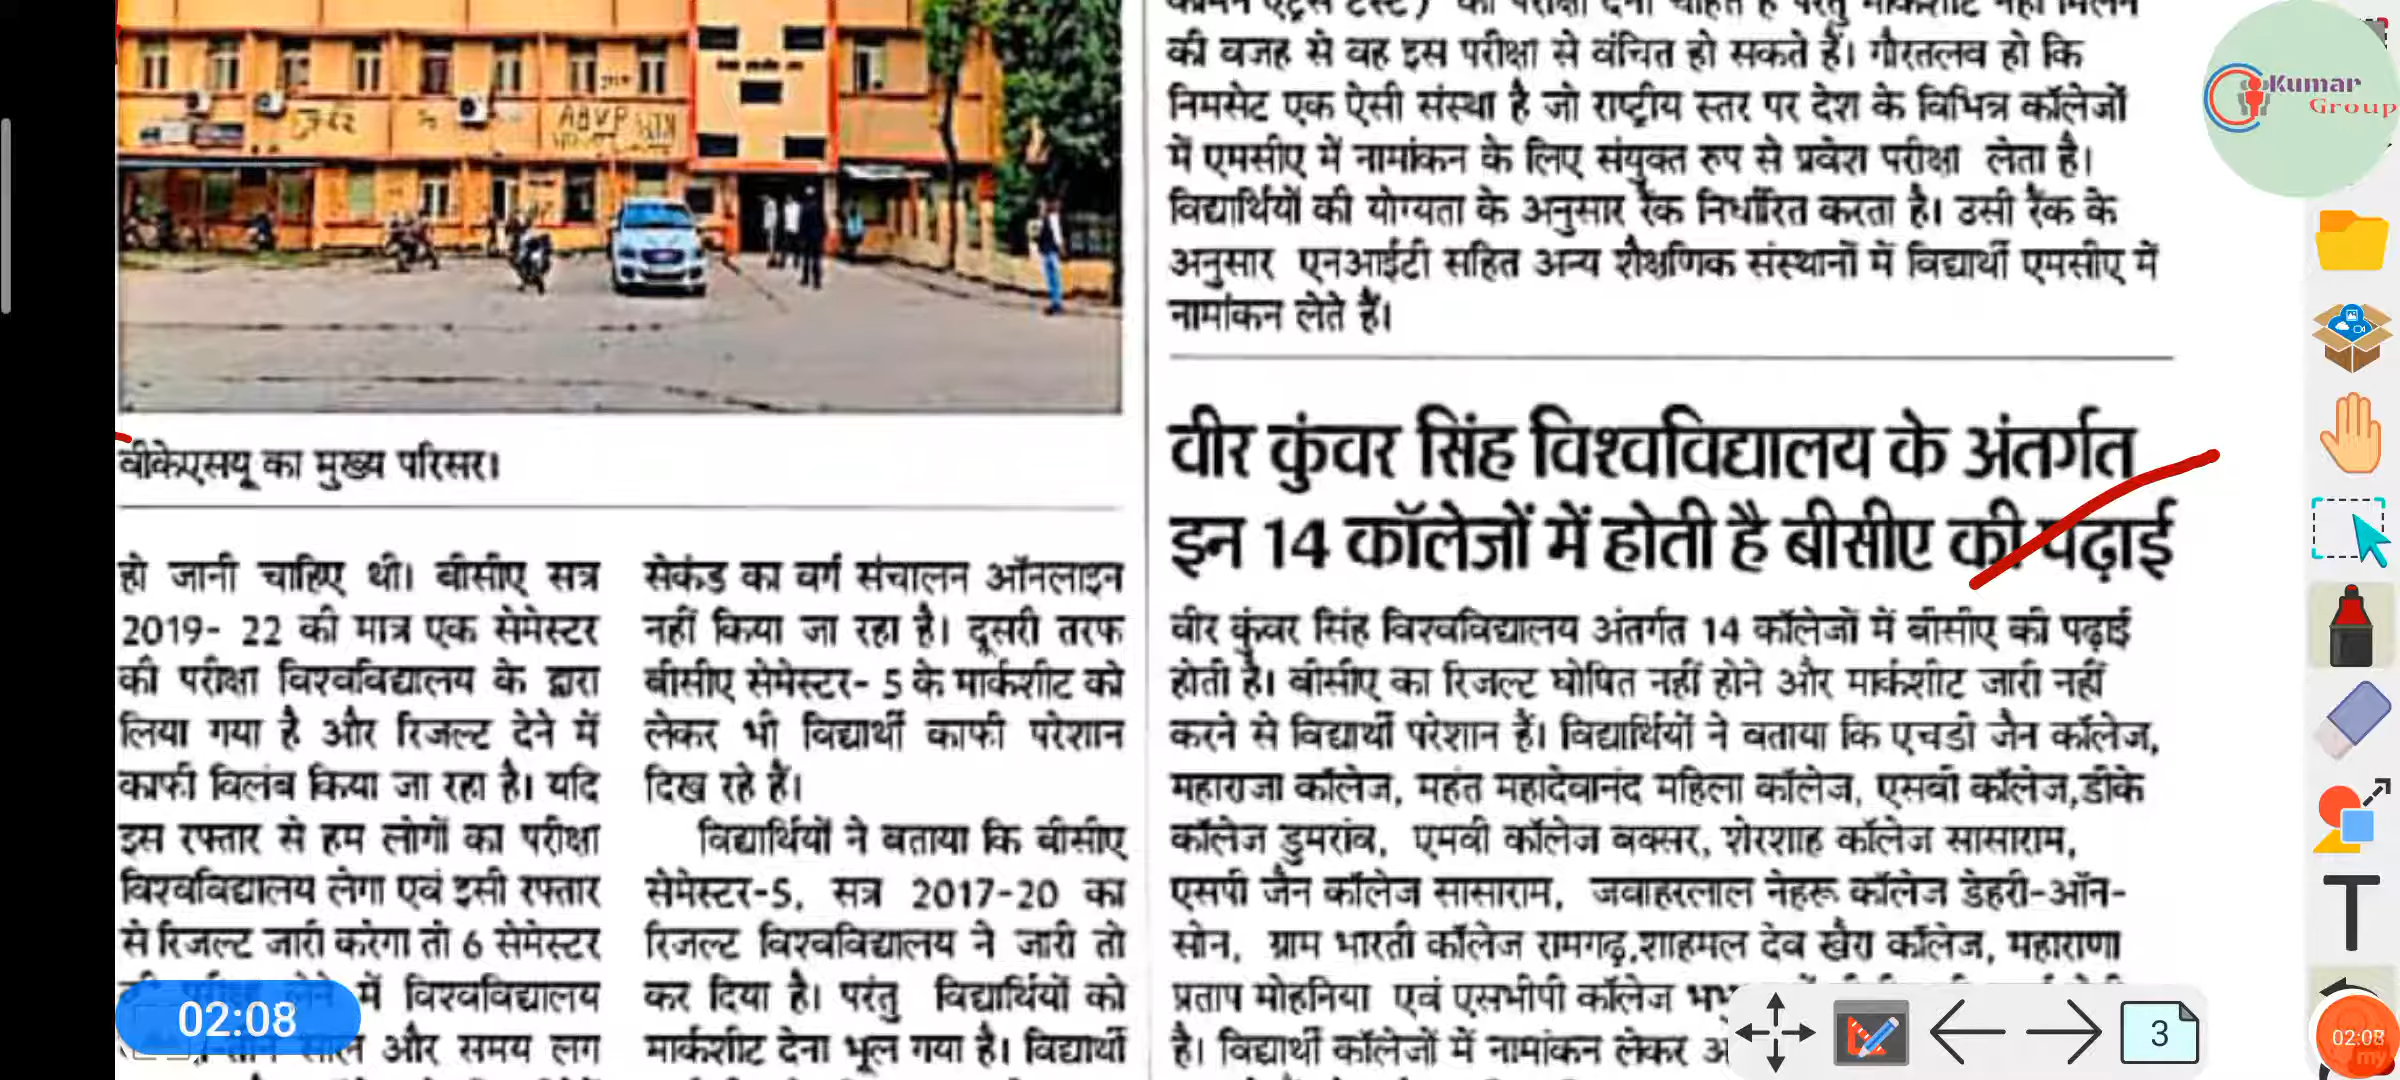 ABVP
वीकेएसयू का मुख्य परिसर।
हो जानी चाहिए थी। बीसीए सत्र
2019- 22 की मात्र एक सेमेस्टर
की परीक्षा विश्वविद्यालय के द्वारा
लिया गया है और रिजल्ट देने में
काफी विलंब किया जा रहा है। यदि
इस रफ्तार से हम लोगों का परीक्षा
विश्वविद्यालय लेगा एवं इसी रफ्तार
से रिजल्ट जारी करेगा तो 6 सेमेस्टर
में विश्वविद्यालय
साल और समय लग
सेकंड का वर्ग संचालन ऑनलाइन
नहीं किया जा रहा है। दूसरी तरफ
बीसीए सेमेस्टर- 5 के मार्कशीट को
लेकर भी विद्यार्थी काफी परेशान
दिख रहे हैं।
विद्यार्थियों ने बताया कि बीसीए
सेमेस्टर-5, सत्र 2017-20 का
रिजल्ट विश्वविद्यालय ने जारी तो
कर दिया है। परंतु विद्यार्थियों को
मार्कशीट देना भूल गया है। विद्यार्थी
की वजह से वह इस परीक्षा से वंचित हो सकते हैं। गौरतलव हो कि
निमसेट एक ऐसी संस्था है जो राष्ट्रीय स्तर पर देश के विभिन्न कॉलेजों
में एमसीए में नामांकन के लिए संयुक्त रुप से प्रवेश परीक्षा लेता है।
विद्यार्थियों की योग्यता के अनुसार रैंक निर्धारित करता है। उसी रैंक के
अनुसार एनआईटी सहित अन्य शैक्षणिक संस्थानों में विद्यार्थी एमसीए में
नामांकन लेते हैं।
वीर कुंवर सिंह विश्वविद्यालय के अंतर्गत
इन 14 कॉलेजों में होती है बीसीए की पढ़ाई
वीर कुंवर सिंह विश्वविद्यालय अंतर्गत 14 कॉलेजों में बीसीए की पढ़ाई
होती है। बीसीए का रिजल्ट घोषित नहीं होने और मार्कशीट जारी नहीं
करने से विद्यार्थी परेशान हैं। विद्यार्थियों ने बताया कि एचडी जैन कॉलेज,
महाराजा कॉलेज, महंत महादेवानंद महिला कॉलेज, एसबी कॉलेज,डीके
कॉलेज डुमरांव, एमवी कॉलेज बक्सर, शेरशाह कॉलेज सासाराम,
एसपी जैन कॉलेज सासाराम, जवाहरलाल नेहरू कॉलेज डेहरी-ऑन-
सोन, ग्राम भारती कॉलेज रामगढ़,शाहमल देव खैरा कॉलेज, महाराणा
प्रताप मोहनिया एवं एसभीपी कॉलेज
है। विद्यार्थी कॉलेजों में नामांकन लेकर
Kumar
Group
T
02:08
3
02:07